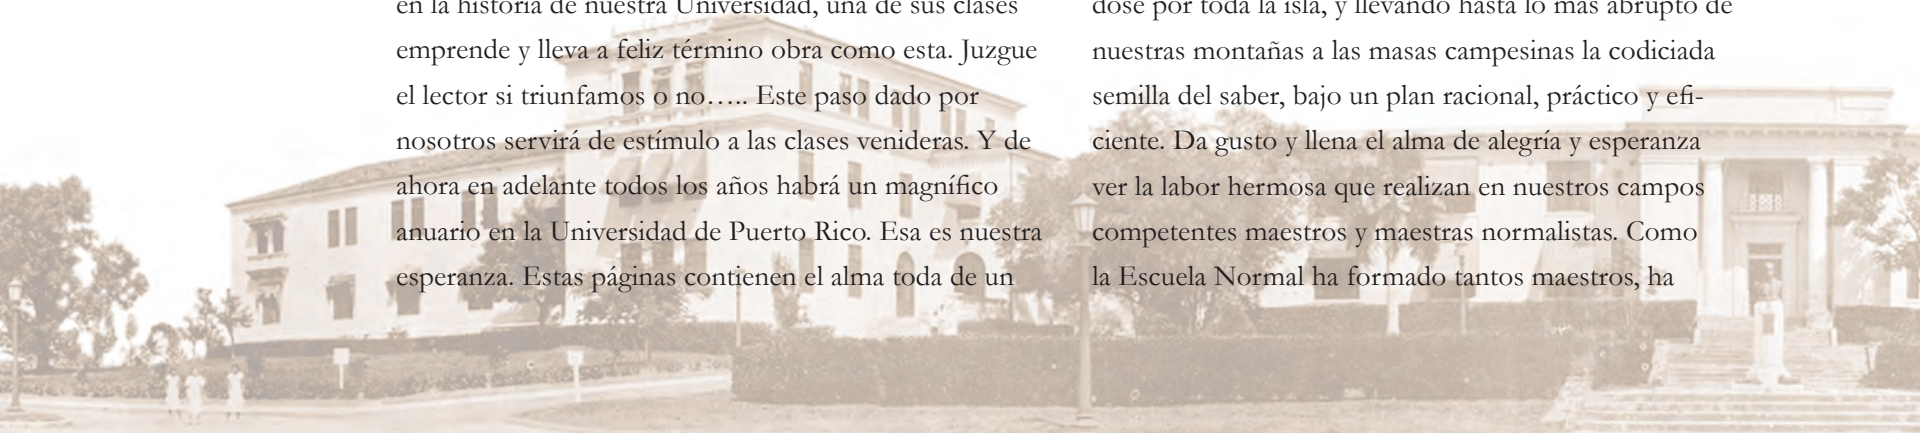 en la historia de nuestra Universidad, una de sus clases
emprende y lleva a feliz término obra como esta. Juzgue
el lector si triunfamos o no….. Este paso dado por
nosotros servirá de estímulo a las clases venideras. Y de
ahora en adelante todos los años habrá un magnífico
anuario en la Universidad de Puerto Rico. Esa es nuestra
esperanza. Estas páginas contienen el alma toda de un
dose por toda la isla, y llevando hasta lo más abrupto de
nuestras montañas a las masas campesinas la codiciada
semilla del saber, bajo un plan racional, práctico y efi-
ciente. Da gusto y llena el alma de alegría y esperanza
ver la labor hermosa que realizan en nuestros campos
competentes maestros y maestras normalistas. Como
la Escuela Normal ha formado tantos maestros, ha